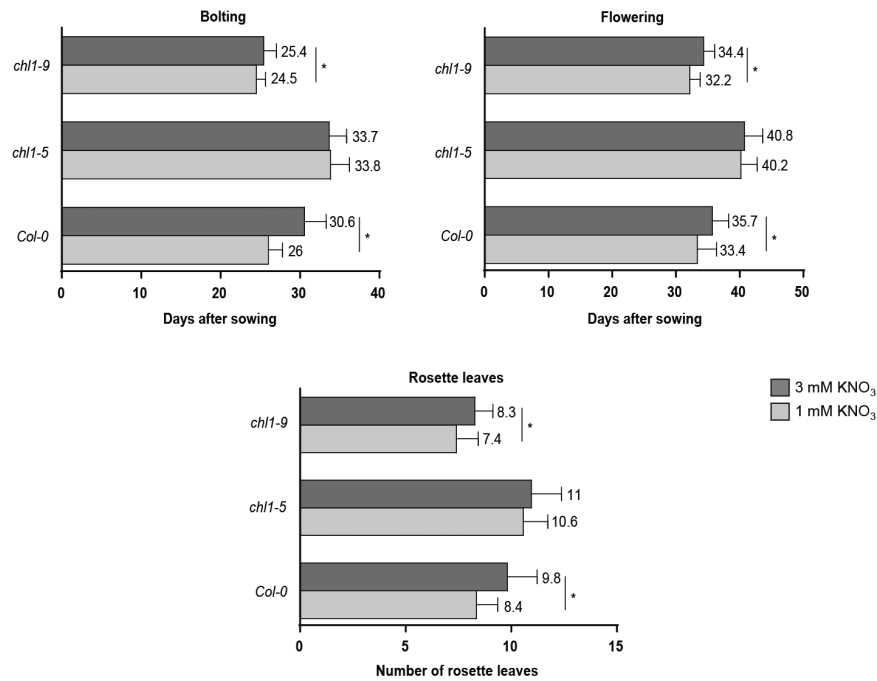 Bolting
chl1-9
25.4
24.5
*
chl1-5
33.7
33.8
Col-0
30.6
26
*
0 10 20 30 40
Days after sowing
Flowering
chl1-9
34.4
32.2
*
chl1-5
40.8
40.2
Col-0
35.7
33.4
*
0 10 20 30 40 50
Days after sowing
Rosette leaves
chl1-9
8.3
7.4
*
chl1-5
11
10.6
Col-0
9.8
8.4
*
0 5 10 15
Number of rosette leaves
3 mM KNO₃
1 mM KNO₃